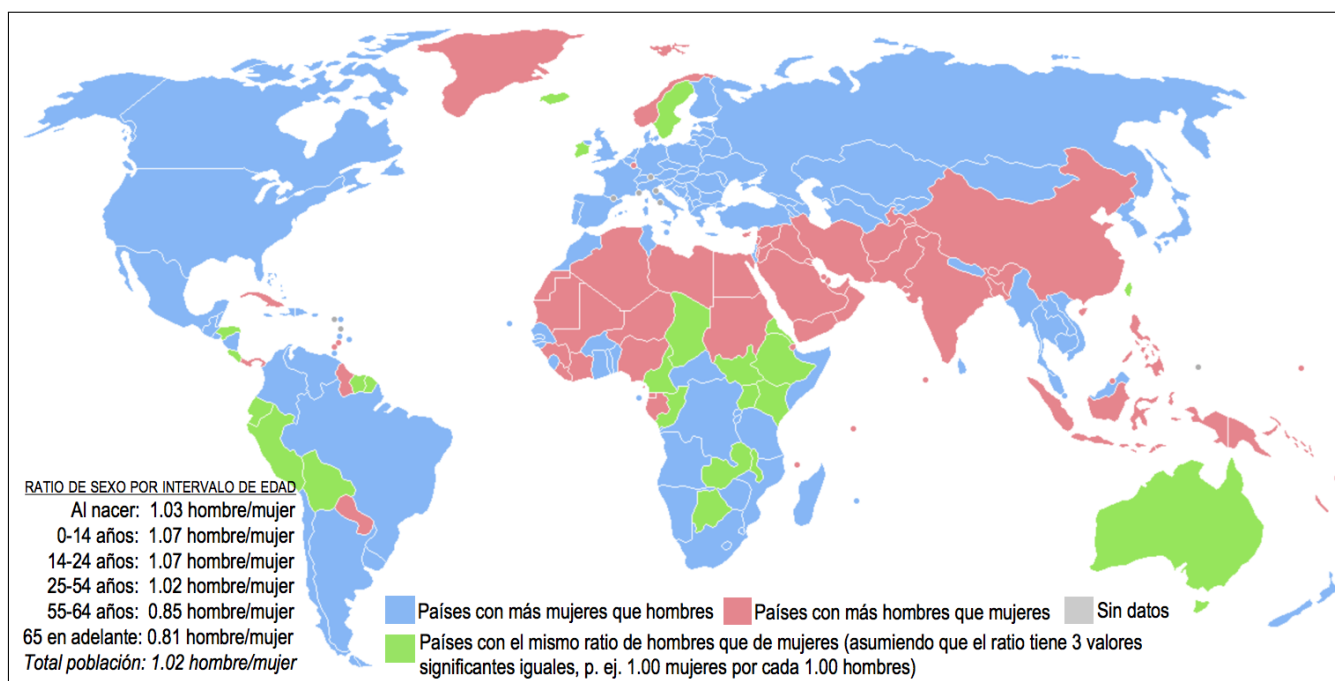 RATIO DE SEXO POR INTERVALO DE EDAD
Al nacer: 1.03 hombre/mujer
0-14 años: 1.07 hombre/mujer
14-24 años: 1.07 hombre/mujer
25-54 años: 1.02 hombre/mujer
55-64 años: 0.85 hombre/mujer
65 en adelante: 0.81 hombre/mujer
Total población: 1.02 hombre/mujer
Países con más mujeres que hombres
Países con más hombres que mujeres
Sin datos
Países con el mismo ratio de hombres que de mujeres (asumiendo que el ratio tiene 3 valores
significantes iguales, p. ej. 1.00 mujeres por cada 1.00 hombres)